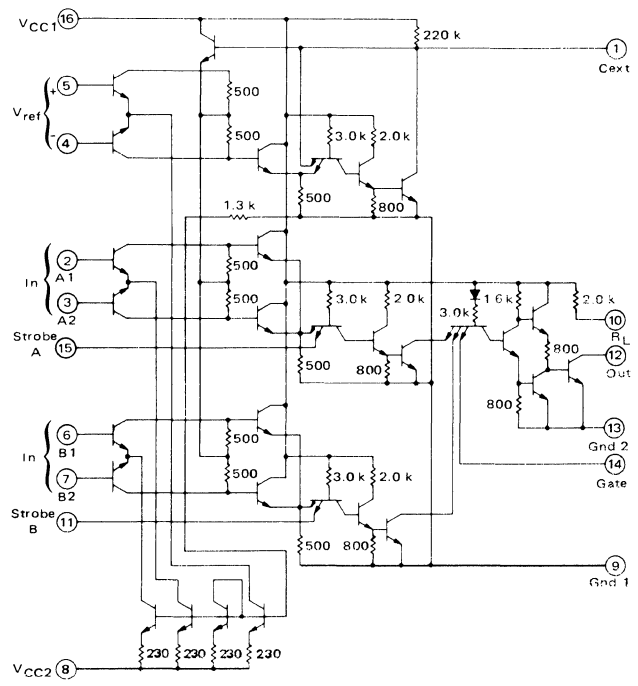 VCC1 16
220 k
1
Cext
+ 5
Vref
- 4
500
500
3.0 k 2.0 k
500
800
1.3 k
In
2
A1
3
A2
Strobe
A 15
500
500
3.0 k 2.0 k
500
800
3.0 k
1 6 k
2.0 k
10
RL
800
12
Out
800
13
Gnd 2
14
Gate
In
6
B1
7
B2
Strobe
B 11
500
500
3.0 k 2.0 k
500 800
9
Gnd 1
230 230 230 230
VCC2 8